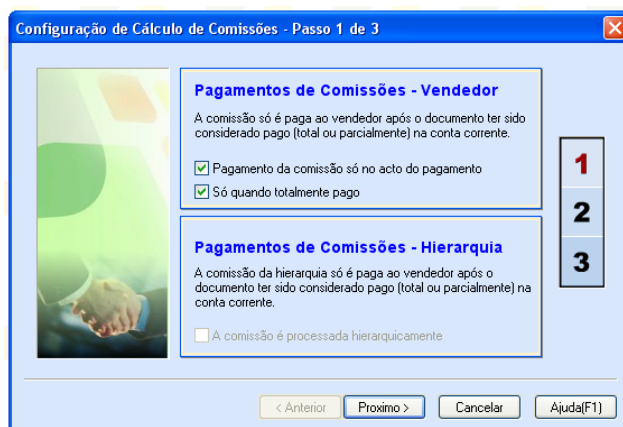 Configuração de Cálculo de Comissões - Passo 1 de 3
Pagamentos de Comissões - Vendedor
A comissão só é paga ao vendedor após o documento ter sido
considerado pago (total ou parcialmente) na conta corrente.
Pagamento da comissão só no acto do pagamento
Só quando totalmente pago
1
2
3
Pagamentos de Comissões - Hierarquia
A comissão da hierarquia só é paga ao vendedor após o
documento ter sido considerado pago (total ou parcialmente) na
conta corrente.
A comissão é processada hierarquicamente
< Anterior
Proximo >
Cancelar
Ajuda(F1)